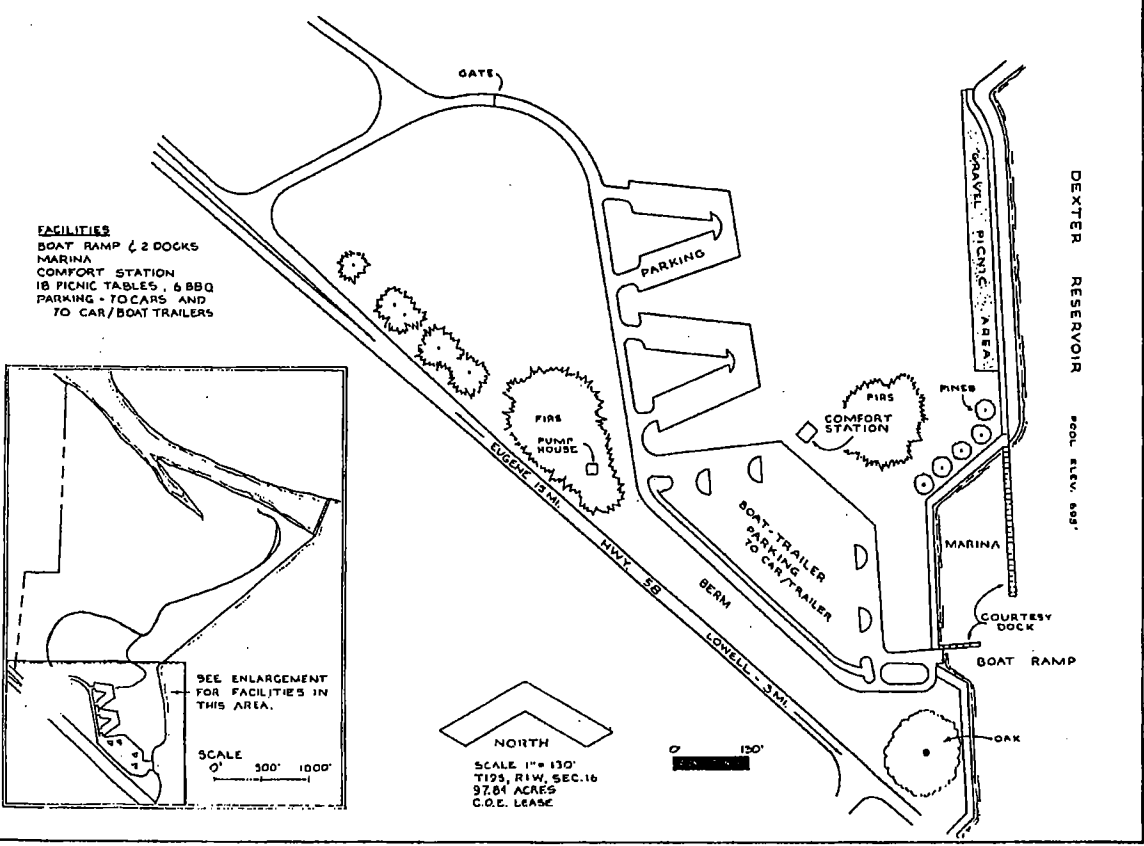 GATE
FACILITIES
BOAT RAMP & 2 DOCKS
MARINA
COMFORT STATION
18 PICNIC TABLES, 6 BBQ
PARKING - 70 CARS AND
70 CAR/BOAT TRAILERS
PARKING
GRAVEL PICNIC AREA
DEXTER RESERVOIR POOL ELEV. 695'
PINES
FIRS
COMFORT
STATION
FIRS
PUMP
HOUSE
EUGENE 15 MI.
HWY. 58
LOWELL - 3 MI.
BERM
BOAT-TRAILER
PARKING
70 CAR/TRAILER
MARINA
COURTESY
DOCK
BOAT RAMP
OAK
SEE ENLARGEMENT
FOR FACILITIES IN
THIS AREA.
SCALE
0' 500' 1000'
NORTH
SCALE 1" = 130'
T19S, R1W, SEC.16
97.84 ACRES
C.O.E. LEASE
0' 130'